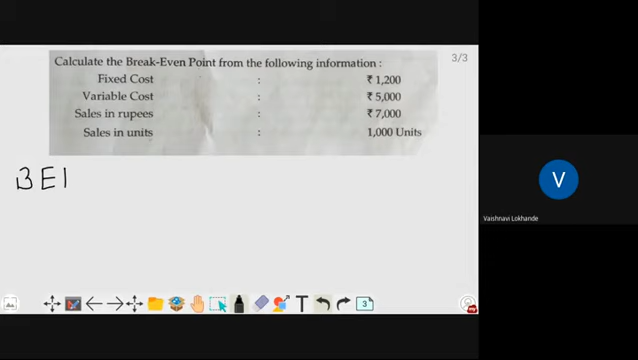 Calculate the Break-Even Point from the following information :
3/3
Fixed Cost : ₹ 1,200
Variable Cost : ₹ 5,000
Sales in rupees : ₹ 7,000
Sales in units : 1,000 Units
BE
V
Vaishnavi Lokhande
T
3